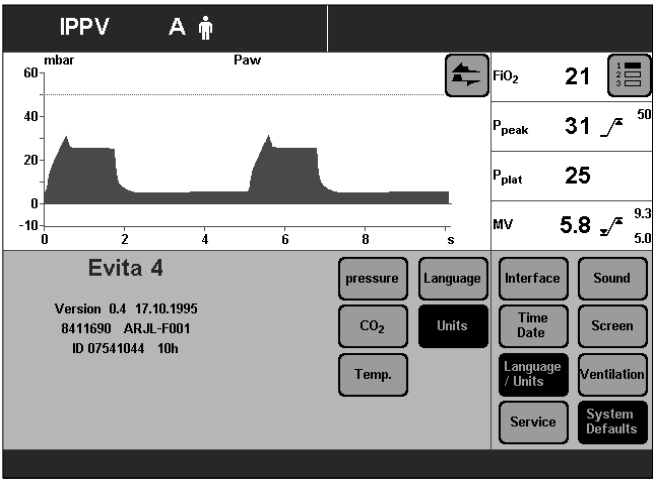 IPPV A
mbar Paw
60
40
20
0
-10
0 2 4 6 8 s
FiO2 21
1
2
3
Ppeak 31 50
Pplat 25
MV 5.8 9.3
5.0
Evita 4
Version 0.4 17.10.1995
8411690 ARJL-F001
ID 07541044 10h
pressure
Language
CO2
Units
Temp.
Interface
Sound
Time
Date
Screen
Language
/ Units
Ventilation
Service
System
Defaults